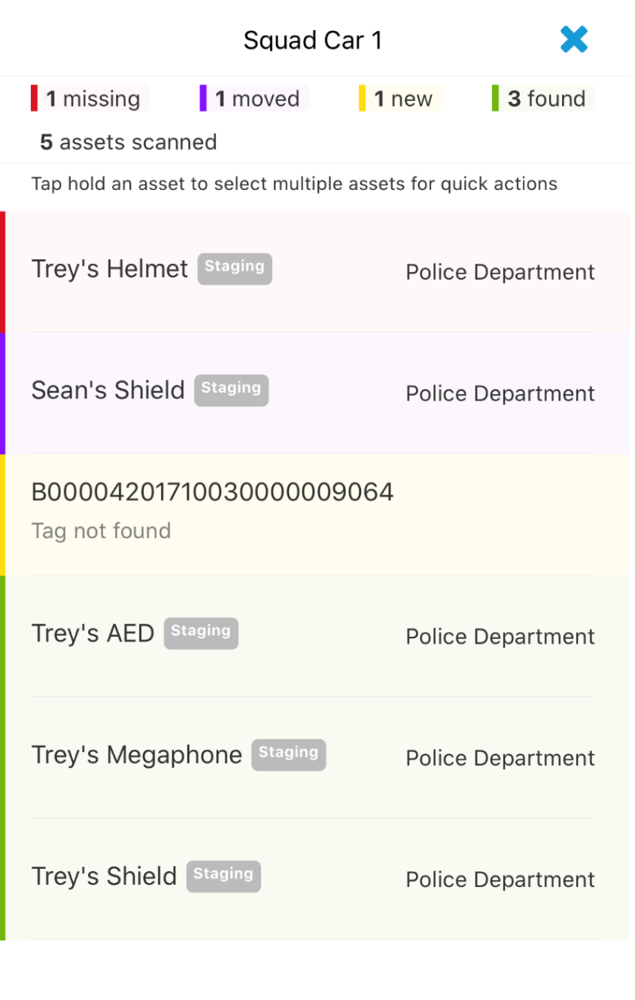 Squad Car 1
1 missing 1 moved 1 new 3 found
5 assets scanned
Tap hold an asset to select multiple assets for quick actions
Trey's Helmet Staging Police Department
Sean's Shield Staging Police Department
B00004201710030000009064
Tag not found
Trey's AED Staging Police Department
Trey's Megaphone Staging Police Department
Trey's Shield Staging Police Department